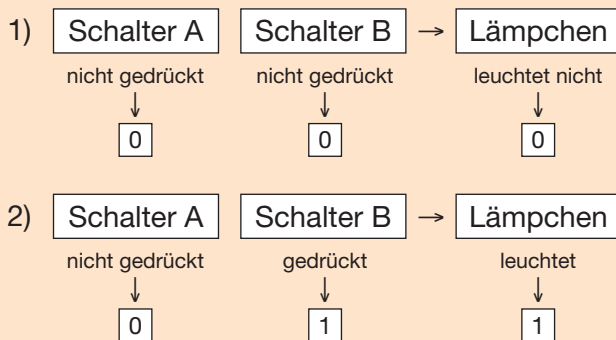 1) Schalter A Schalter B → Lämpchen
nicht gedrückt nicht gedrückt leuchtet nicht
0 0 0
2) Schalter A Schalter B → Lämpchen
nicht gedrückt gedrückt leuchtet
0 1 1